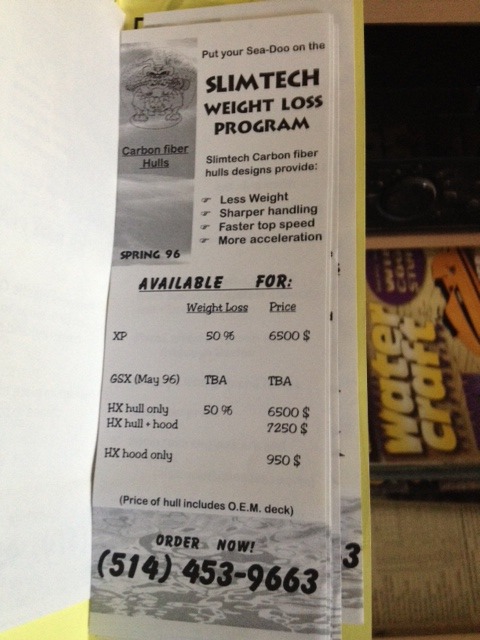 Put your Sea-Doo on the
SLIMTECH
WEIGHT LOSS
PROGRAM
Carbon fiber
Hulls
Slimtech Carbon fiber
hulls designs provide:
☞ Less Weight
☞ Sharper handling
☞ Faster top speed
☞ More acceleration
SPRING 96
AVAILABLE FOR:
Weight Loss Price
XP 50 % 6500 $
GSX (May 96) TBA TBA
HX hull only 50 % 6500 $
HX hull + hood 7250 $
HX hood only 950 $
(Price of hull includes O.E.M. deck)
ORDER NOW!
(514) 453-9663
3
water
craft